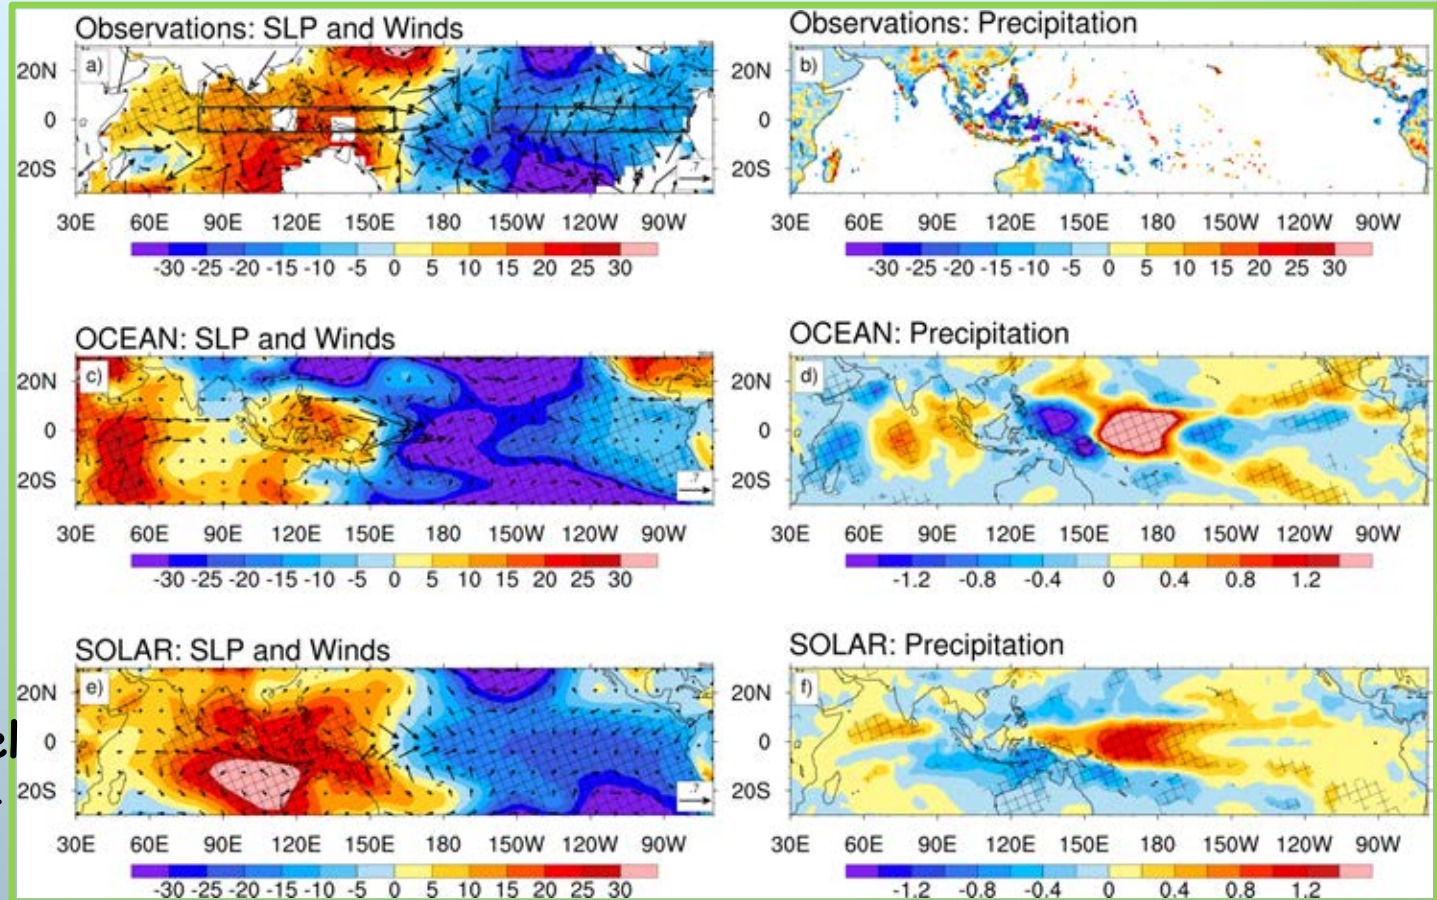 Observations: SLP and Winds
a)
20N
0
20S
.7
30E 60E 90E 120E 150E 180 150W 120W 90W
-30 -25 -20 -15 -10 -5 0 5 10 15 20 25 30
Observations: Precipitation
b)
20N
0
20S
30E 60E 90E 120E 150E 180 150W 120W 90W
-30 -25 -20 -15 -10 -5 0 5 10 15 20 25 30
OCEAN: SLP and Winds
c)
20N
0
20S
.7
30E 60E 90E 120E 150E 180 150W 120W 90W
-30 -25 -20 -15 -10 -5 0 5 10 15 20 25 30
OCEAN: Precipitation
d)
20N
0
20S
30E 60E 90E 120E 150E 180 150W 120W 90W
-1.2 -0.8 -0.4 0 0.4 0.8 1.2
SOLAR: SLP and Winds
e)
20N
0
20S
.7
30E 60E 90E 120E 150E 180 150W 120W 90W
-30 -25 -20 -15 -10 -5 0 5 10 15 20 25 30
SOLAR: Precipitation
f)
20N
0
20S
30E 60E 90E 120E 150E 180 150W 120W 90W
-1.2 -0.8 -0.4 0 0.4 0.8 1.2